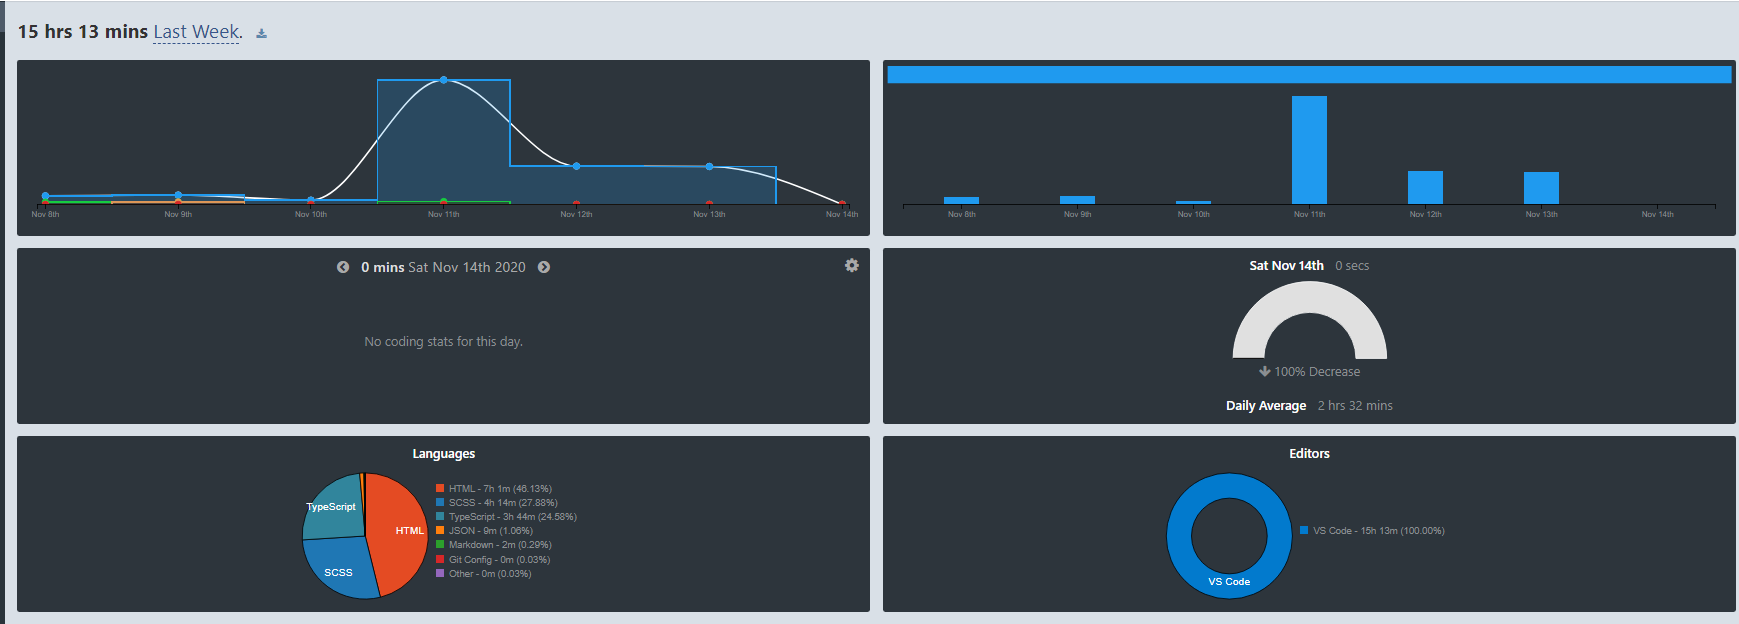 15 hrs 13 mins Last Week.
Nov 8th Nov 9th Nov 10th Nov 11th Nov 12th Nov 13th Nov 14th
Nov 8th Nov 9th Nov 10th Nov 11th Nov 12th Nov 13th Nov 14th
0 mins Sat Nov 14th 2020
No coding stats for this day.
Sat Nov 14th 0 secs
100% Decrease
Daily Average 2 hrs 32 mins
Languages
TypeScript
HTML
SCSS
HTML - 7h 1m (46.13%)
SCSS - 4h 14m (27.88%)
TypeScript - 3h 44m (24.58%)
JSON - 9m (1.06%)
Markdown - 2m (0.29%)
Git Config - 0m (0.03%)
Other - 0m (0.03%)
Editors
VS Code
VS Code - 15h 13m (100.00%)